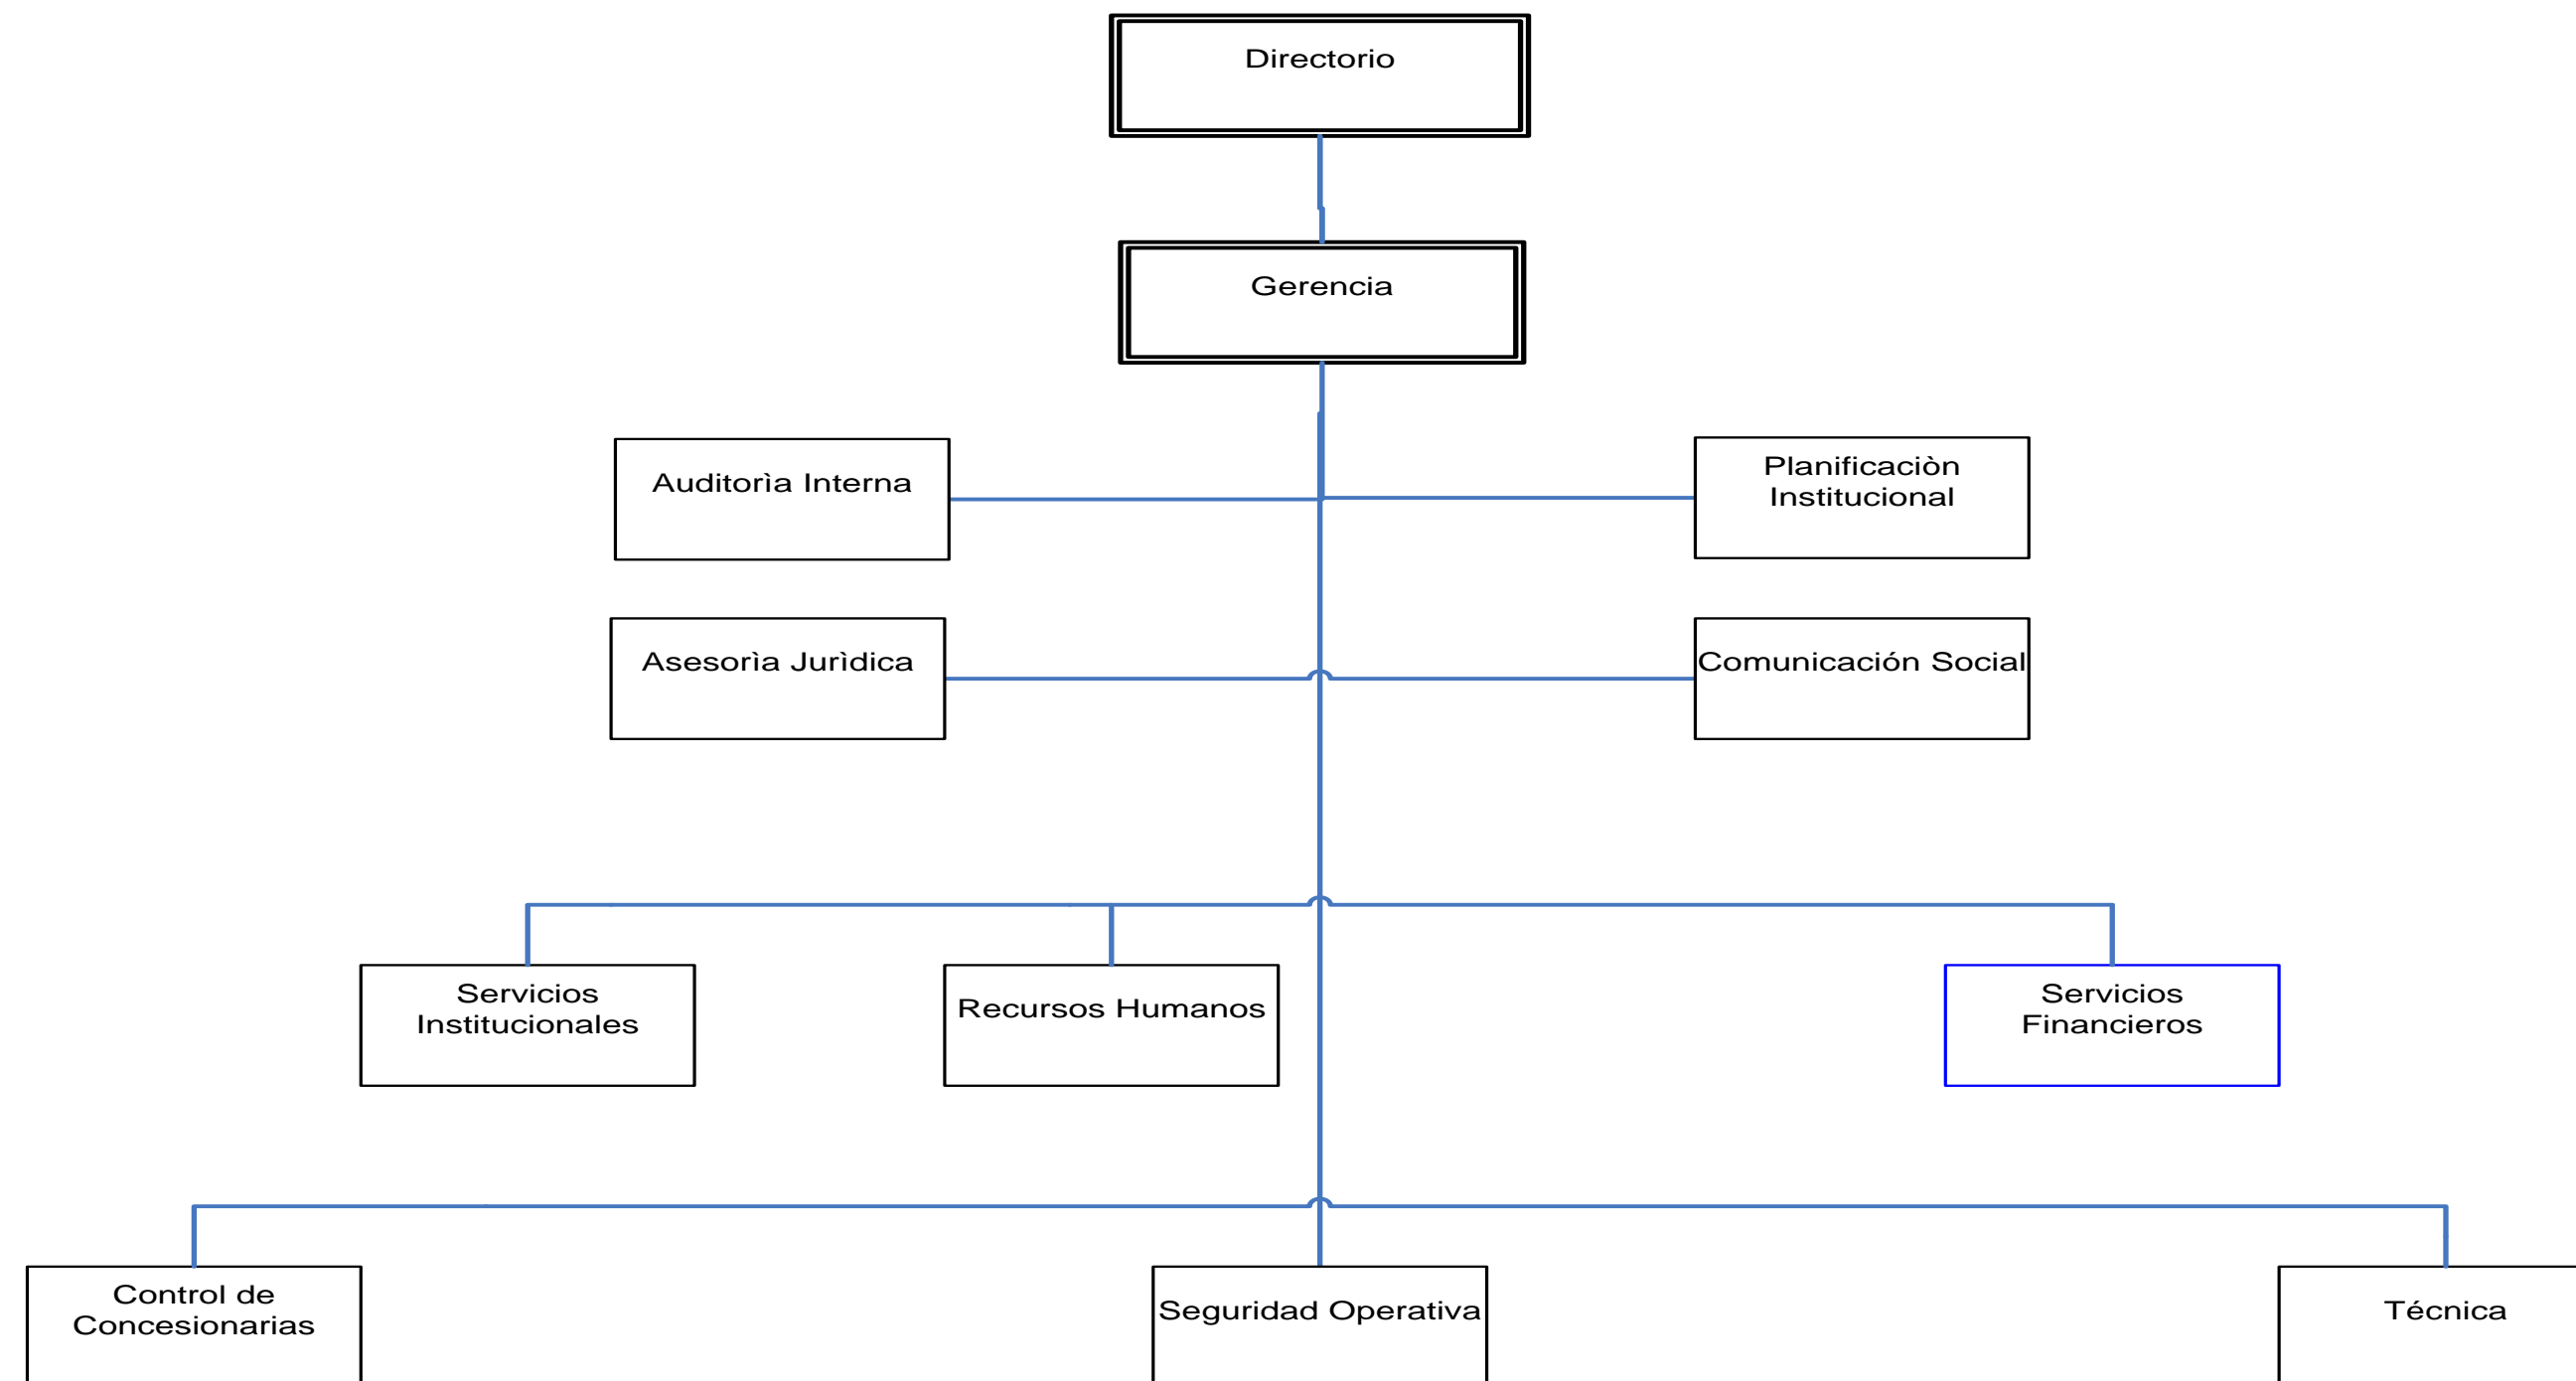 Directorio
Gerencia
Auditorìa Interna
Planificaciòn
Institucional
Asesorìa Jurìdica
Comunicación Social
Servicios
Institucionales
Recursos Humanos
Servicios
Financieros
Control de
Concesionarias
Seguridad Operativa
Técnica